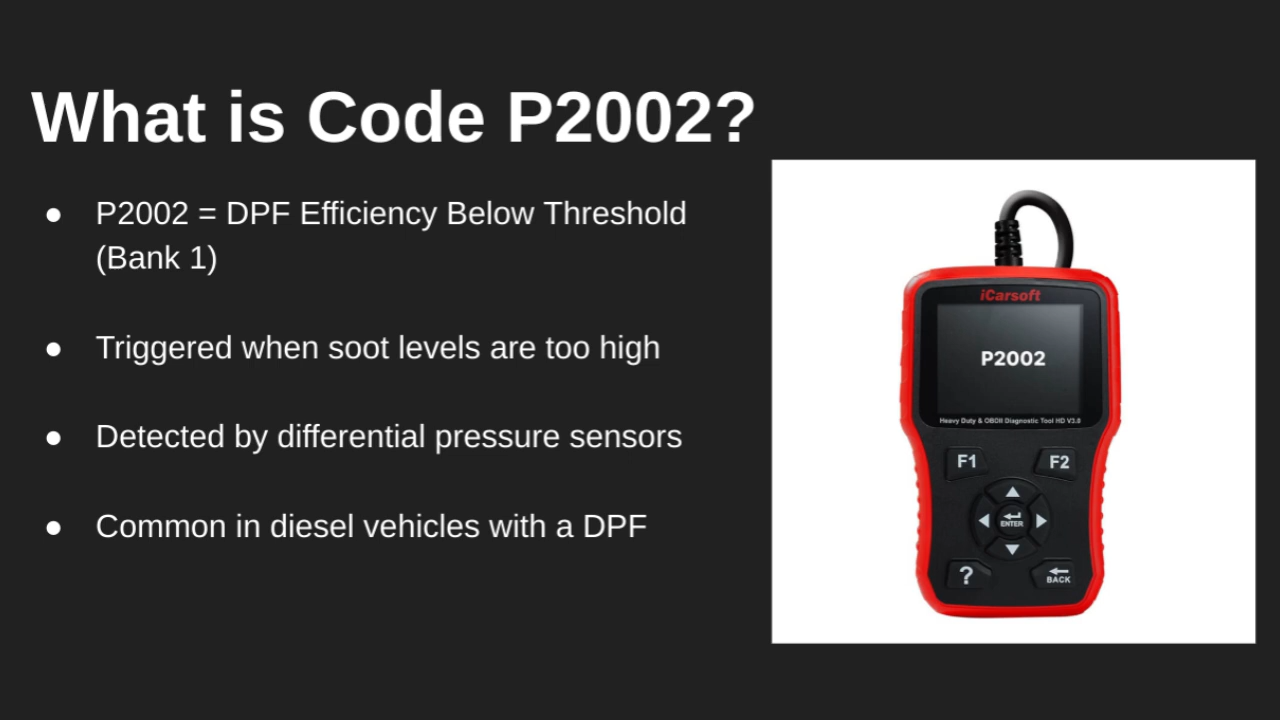 What is Code P2002?
● P2002 = DPF Efficiency Below Threshold
(Bank 1)
● Triggered when soot levels are too high
● Detected by differential pressure sensors
● Common in diesel vehicles with a DPF
iCarsoft
P2002
Heavy Duty & OBDII Diagnostic Tool HD V3.0
F1 F2
ENTER
? BACK